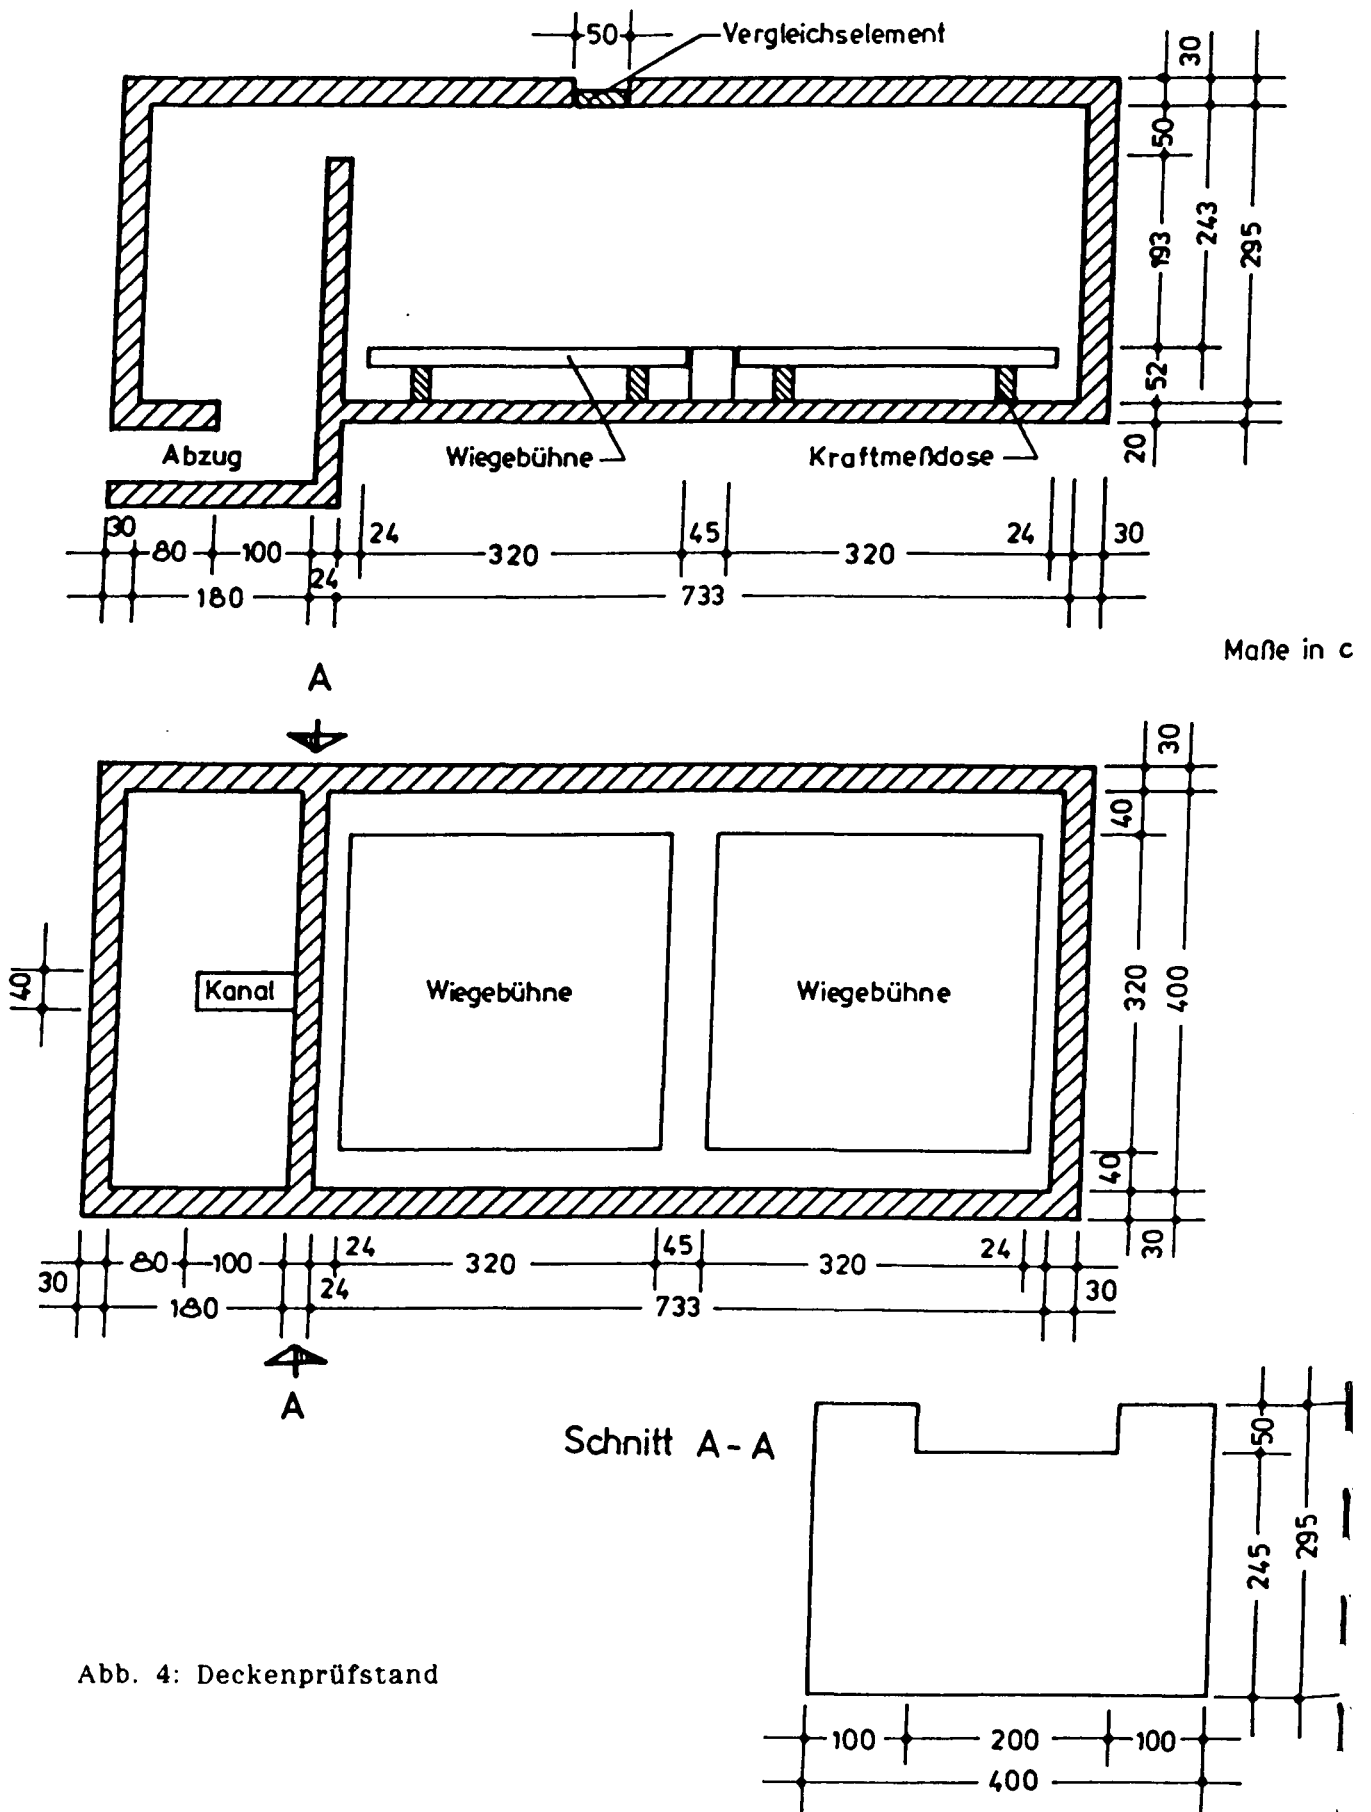 50 Vergleichselement
30
50
193
243
295
52
20
Abzug
Wiegebühne
Kraftmeßdose
30 80 100 24 320 45 320 24 30
180 24 733
Maße in c
A
30
40
320
400
40
30
40
Kanal
Wiegebühne
Wiegebühne
80 100 24 320 45 320 24
30 180 24 733 30
A
Schnitt A-A
50
245
295
100 200 100
400
Abb. 4: Deckenprüfstand